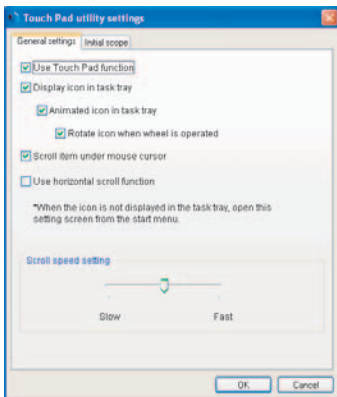 Touch Pad utility settings
General settings Initial scope
Use Touch Pad function
Display icon in task tray
Animated icon in task tray
Rotate icon when wheel is operated
Scroll item under mouse cursor
Use horizontal scroll function
*When the icon is not displayed in the task tray, open this
setting screen from the start menu.
Scroll speed setting
Slow Fast
OK Cancel